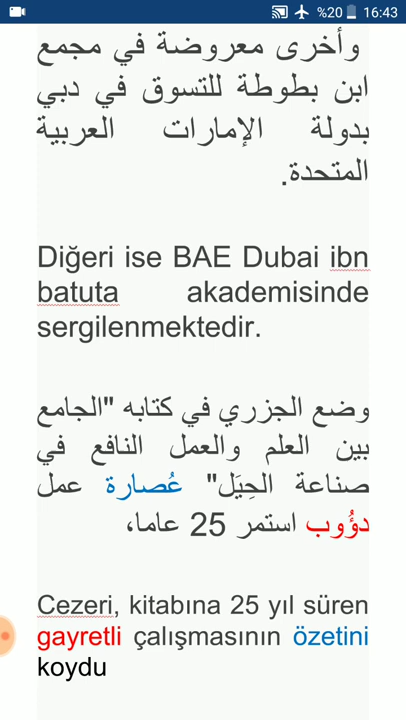 %20 16:43
وأخرى معروضة في مجمع
ابن بطوطة للتسوق في دبي
بدولة الإمارات العربية
المتحدة.
Diğeri ise BAE Dubai ibn
batuta akademisinde
sergilenmektedir.
وضع الجزري في كتابه "الجامع
بين العلم والعمل النافع في
صناعة الحِيَل" عُصارة عمل
دؤُوب استمر 25 عاما،
Cezeri, kitabına 25 yıl süren
gayretli çalışmasının özetini
koydu